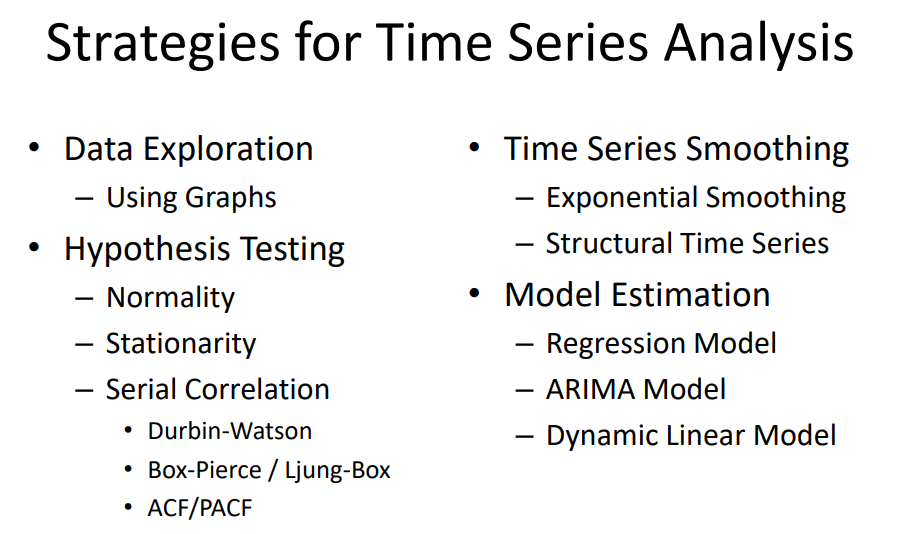 Strategies for Time Series Analysis
• Data Exploration
– Using Graphs
• Hypothesis Testing
– Normality
– Stationarity
– Serial Correlation
• Durbin-Watson
• Box-Pierce / Ljung-Box
• ACF/PACF
• Time Series Smoothing
– Exponential Smoothing
– Structural Time Series
• Model Estimation
– Regression Model
– ARIMA Model
– Dynamic Linear Model